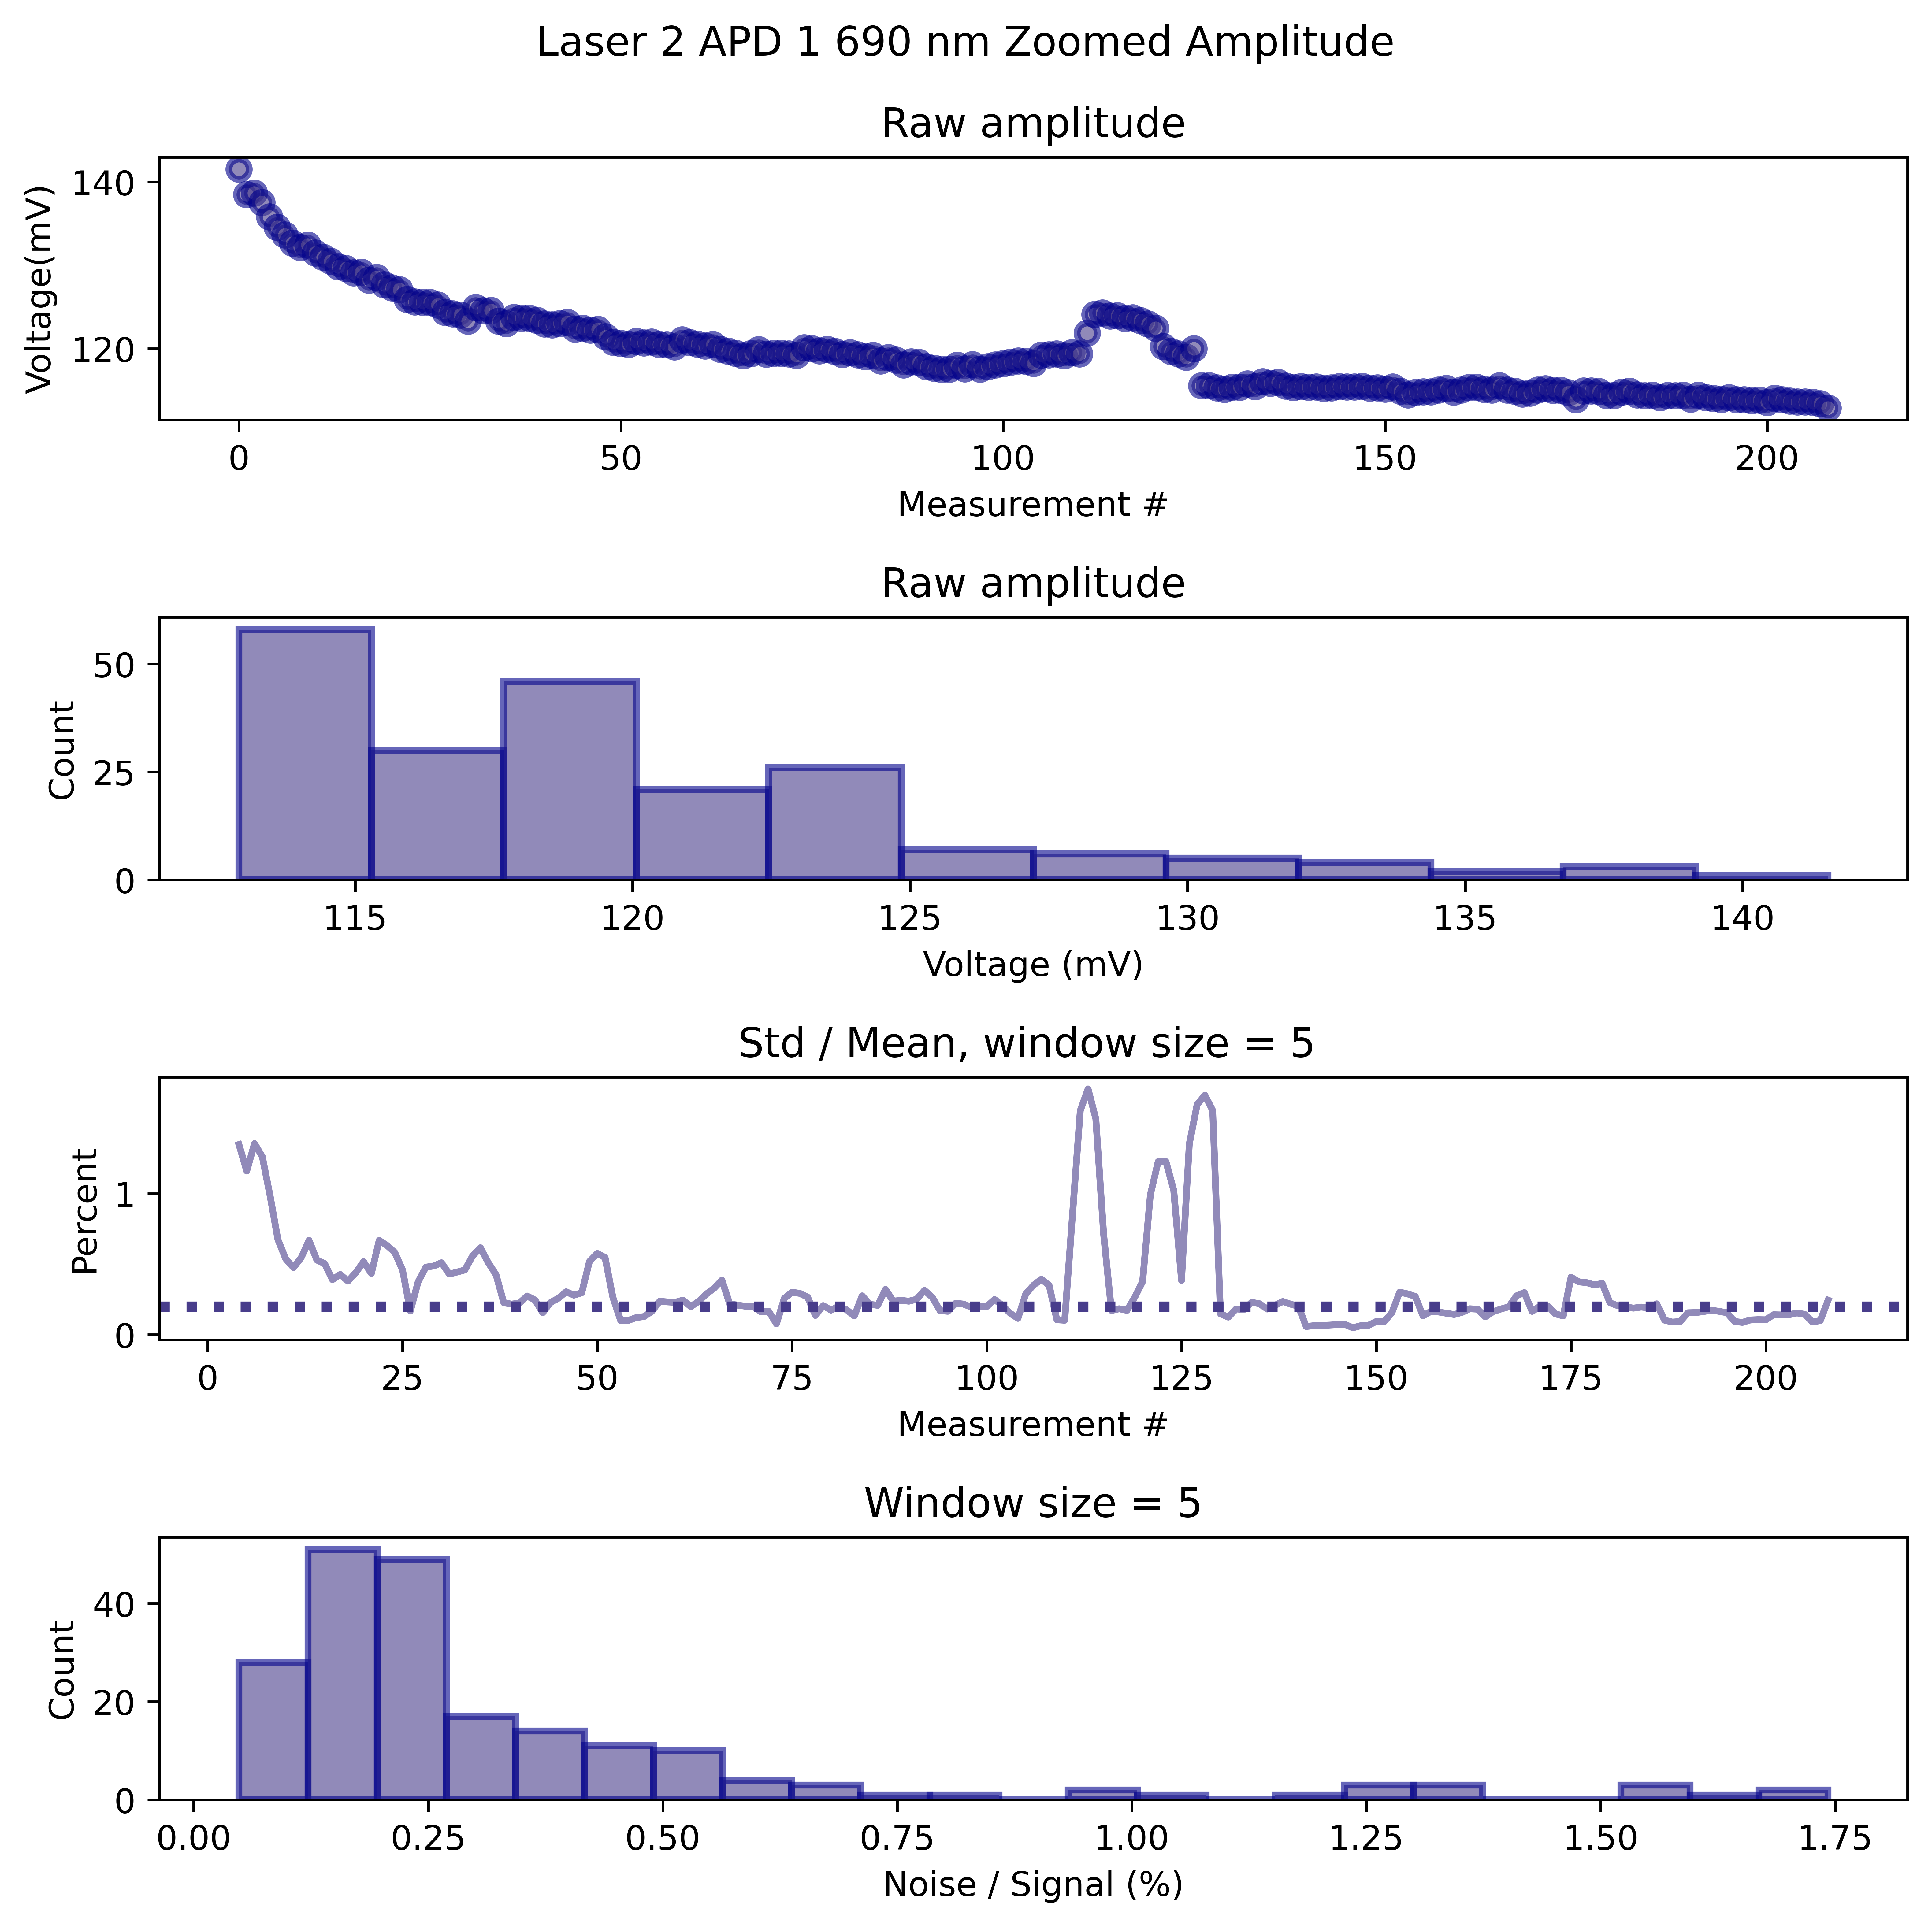 Laser 2 APD 1 690 nm Zoomed Amplitude
Raw amplitude
Voltage(mV)
140
120
0 50 100 150 200
Measurement #
Raw amplitude
Count
50
25
0
115 120 125 130 135 140
Voltage (mV)
Std / Mean, window size = 5
Percent
1
0
0 25 50 75 100 125 150 175 200
Measurement #
Window size = 5
Count
40
20
0
0.00 0.25 0.50 0.75 1.00 1.25 1.50 1.75
Noise / Signal (%)